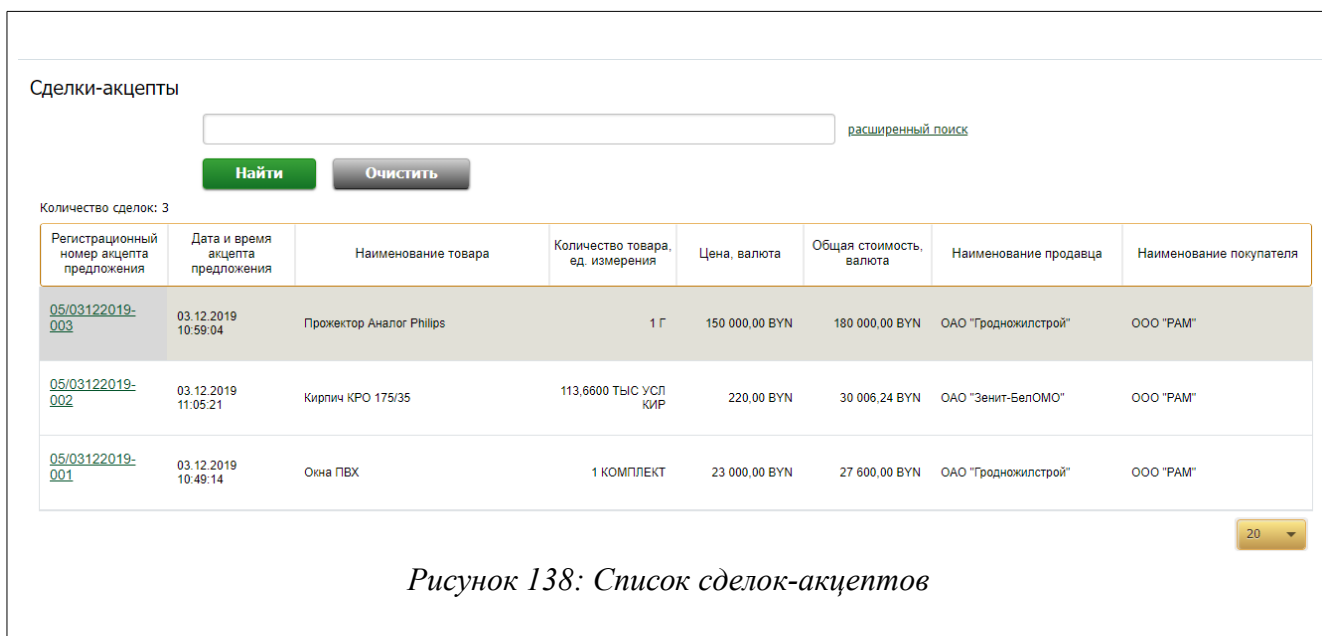 Сделки-акцепты
расширенный поиск
Найти Очистить
Количество сделок: 3
Регистрационный номер акцепта предложения Дата и время акцепта предложения Наименование товара Количество товара, ед. измерения Цена, валюта Общая стоимость, валюта Наименование продавца Наименование покупателя
05/03122019-003 03.12.2019 10:59:04 Прожектор Аналог Philips 1 Г 150 000,00 BYN 180 000,00 BYN ОАО "Гродножилстрой" ООО "РАМ"
05/03122019-002 03.12.2019 11:05:21 Кирпич КРО 175/35 113,6600 ТЫС УСЛ КИР 220,00 BYN 30 006,24 BYN ОАО "Зенит-БелОМО" ООО "РАМ"
05/03122019-001 03.12.2019 10:49:14 Окна ПВХ 1 КОМПЛЕКТ 23 000,00 BYN 27 600,00 BYN ОАО "Гродножилстрой" ООО "РАМ"
20
Рисунок 138: Список сделок-акцептов